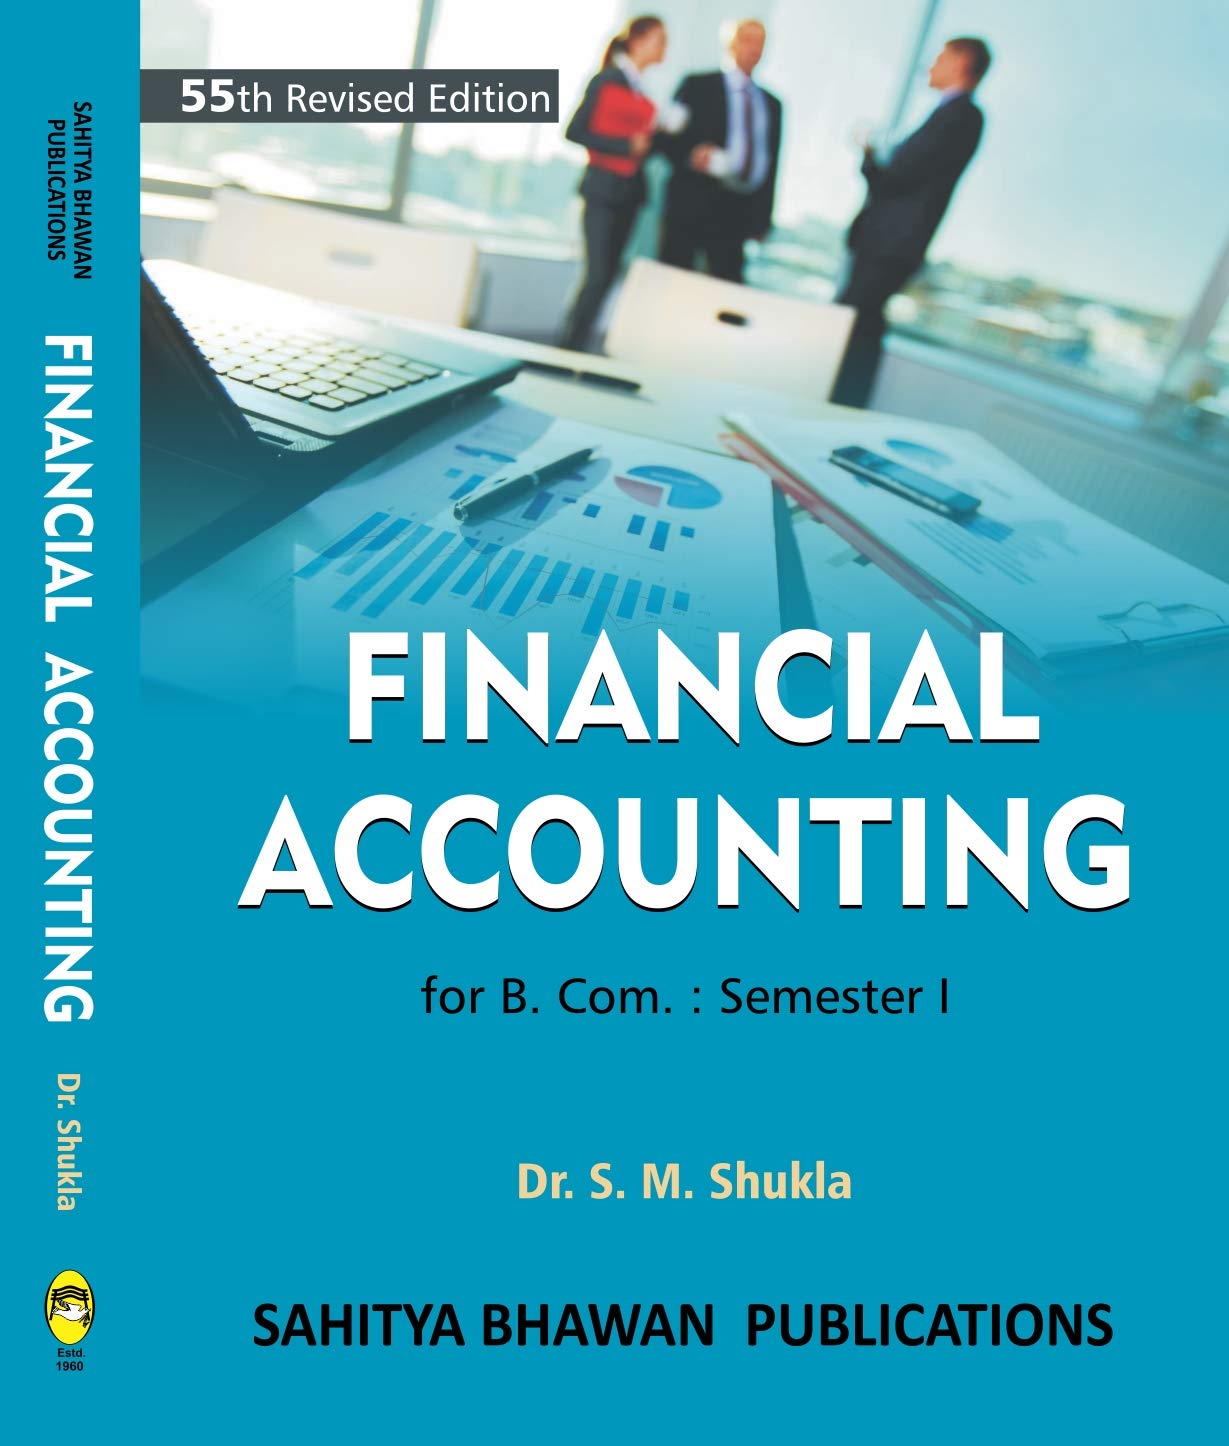 SAHITYA BHAWAN
PUBLICATIONS
FINANCIAL ACCOUNTING
Dr. Shukla
Estd.
1960
55th Revised Edition
FINANCIAL
ACCOUNTING
for B. Com. : Semester I
Dr. S. M. Shukla
SAHITYA BHAWAN PUBLICATIONS